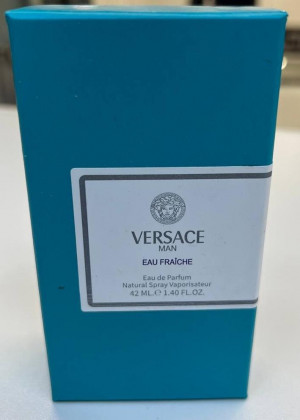 VERSACE
MAN
EAU FRAÎCHE
Eau de Parfum
Natural Spray Vaporisateur
42 ML.℮ 1.40 FL.OZ.